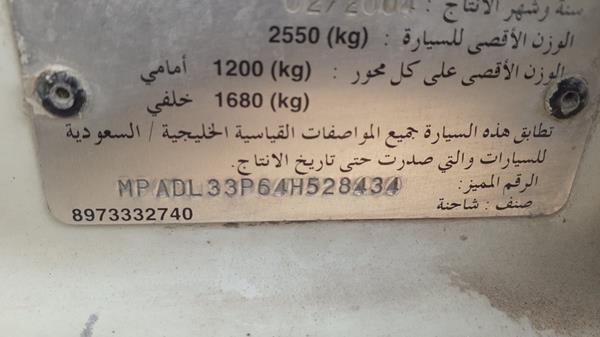 سنة وشهر الانتاج : 02/2004
الوزن الأقصى للسيارة : 2550 (kg)
الوزن الأقصى على كل محور : 1200 (kg) أمامي
1680 (kg) خلفي
تطابق هذه السيارة جميع المواصفات القياسية الخليجية / السعودية
للسيارات والتي صدرت حتى تاريخ الانتاج.
الرقم المميز: MPADL33P64H528434
صنف : شاحنة
8973332740